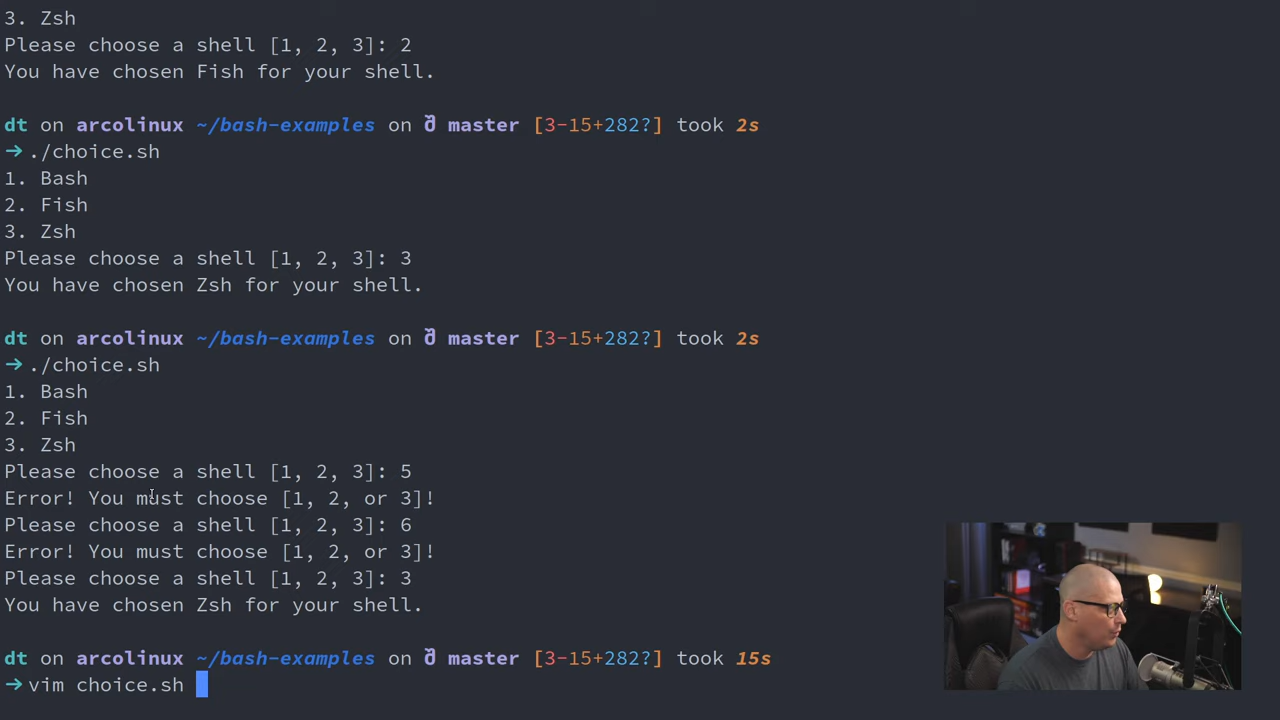 3. Zsh
Please choose a shell [1, 2, 3]: 2
You have chosen Fish for your shell.
dt on arcolinux ~/bash-examples on master [3-15+282?] took 2s
→ ./choice.sh
1. Bash
2. Fish
3. Zsh
Please choose a shell [1, 2, 3]: 3
You have chosen Zsh for your shell.
dt on arcolinux ~/bash-examples on master [3-15+282?] took 2s
→ ./choice.sh
1. Bash
2. Fish
3. Zsh
Please choose a shell [1, 2, 3]: 5
Error! You must choose [1, 2, or 3]!
Please choose a shell [1, 2, 3]: 6
Error! You must choose [1, 2, or 3]!
Please choose a shell [1, 2, 3]: 3
You have chosen Zsh for your shell.
dt on arcolinux ~/bash-examples on master [3-15+282?] took 15s
→ vim choice.sh